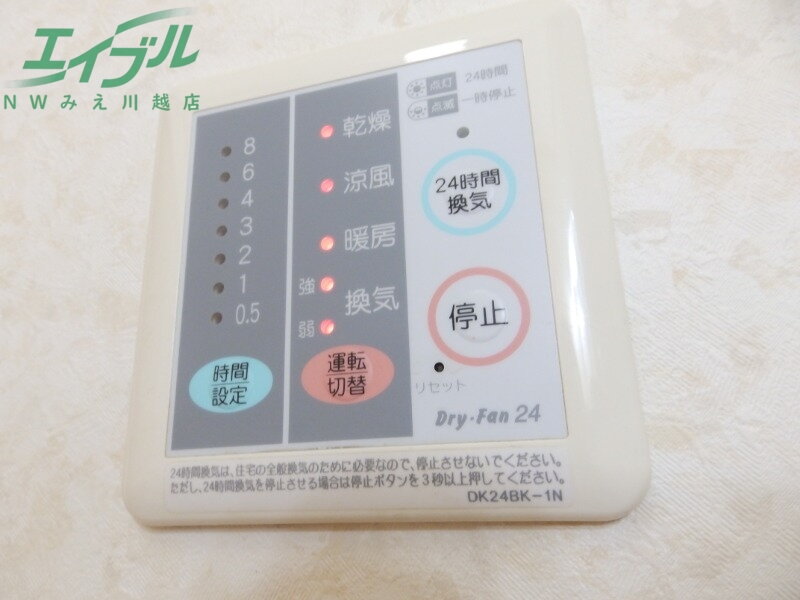 エイブル
NWみえ川越店
8
6
4
3
2
1
0.5
時間
設定
乾燥
涼風
暖房
強
換気
弱
運転
切替
点灯 24時間
点滅 一時停止
24時間
換気
停止
リセット
Dry-Fan 24
24時間換気は、住宅の全般換気のために必要なので、停止させないでください。
ただし、24時間換気を停止させる場合は停止ボタンを3秒以上押してください。
DK24BK-1N